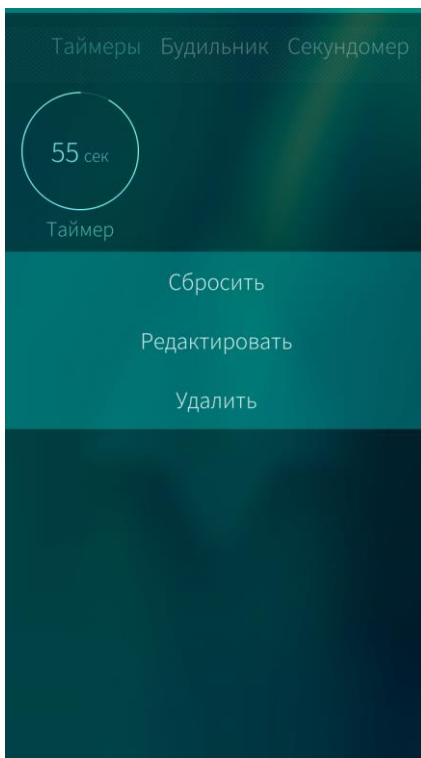 Таймеры Будильник Секундомер
55 сек
Таймер
Сбросить
Редактировать
Удалить